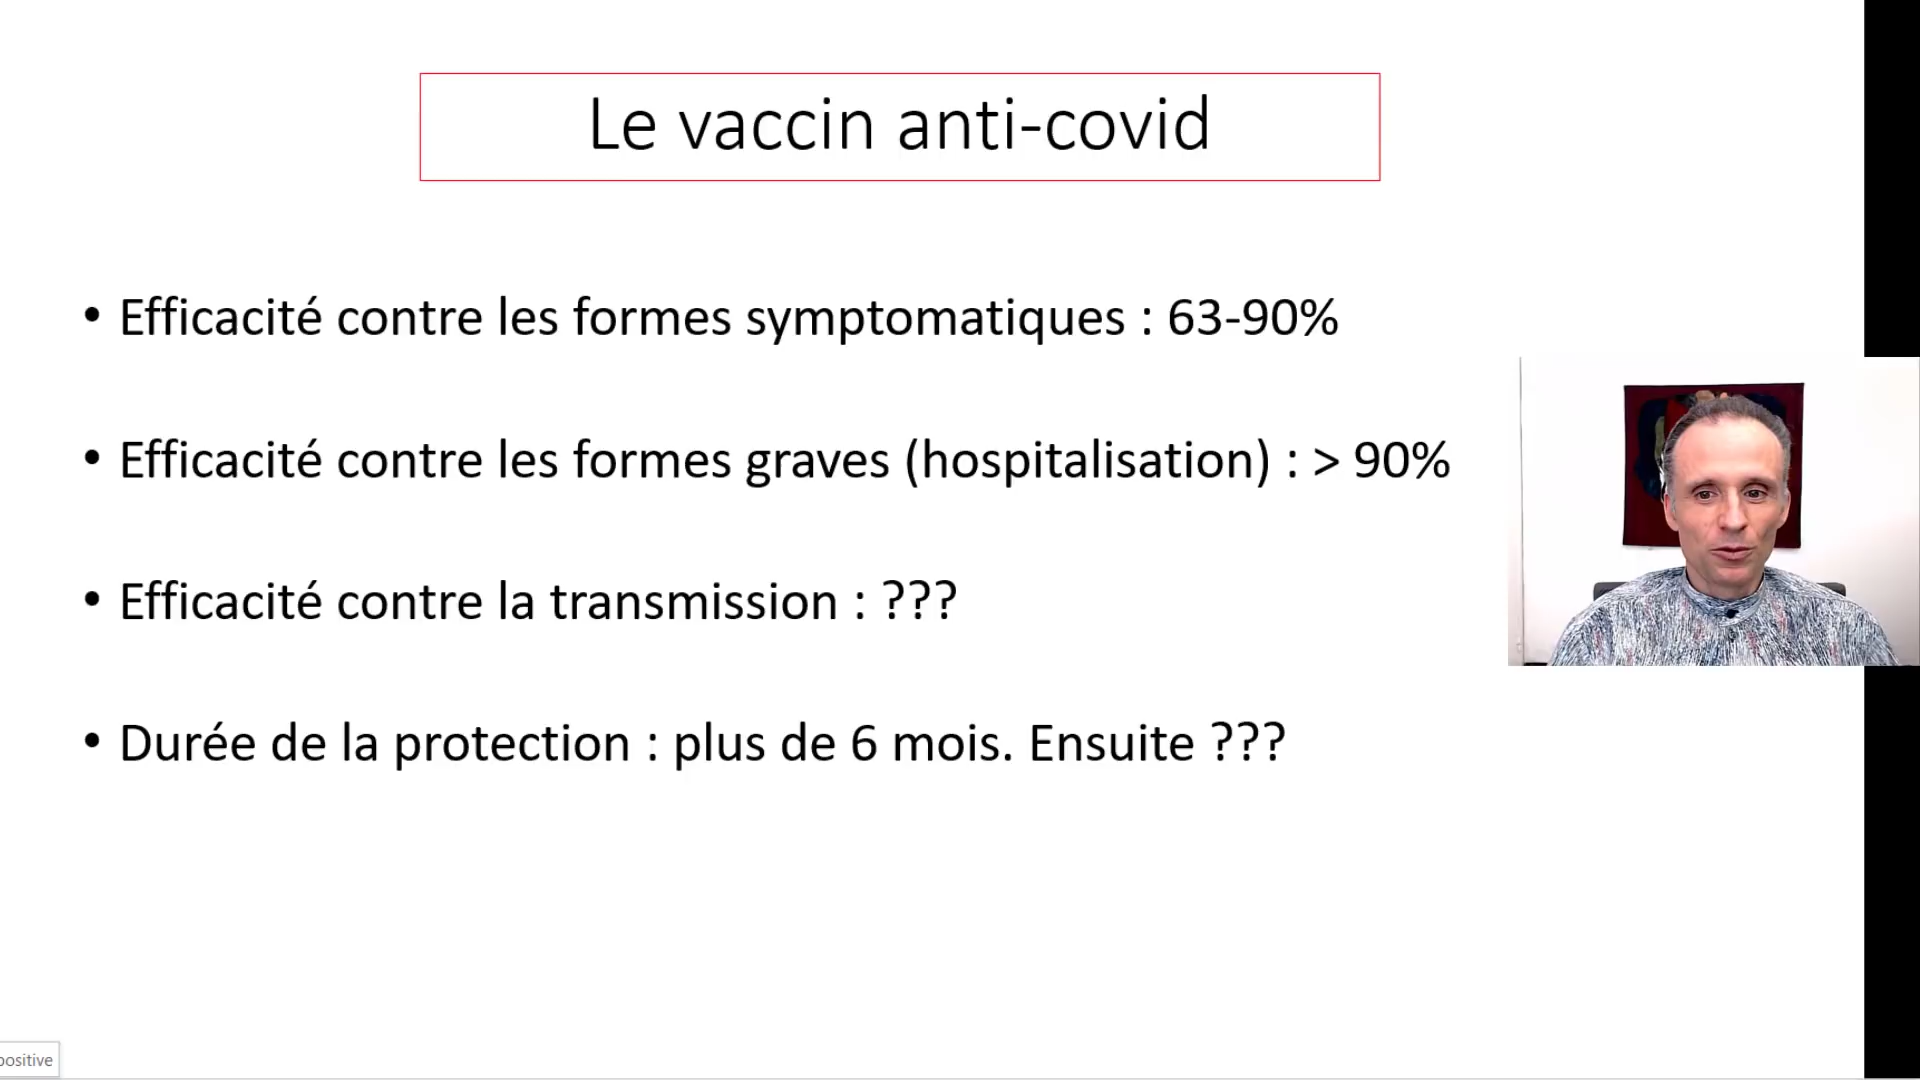 Le vaccin anti-covid
• Efficacité contre les formes symptomatiques : 63-90%
• Efficacité contre les formes graves (hospitalisation) : > 90%
• Efficacité contre la transmission : ???
• Durée de la protection : plus de 6 mois. Ensuite ???
positive